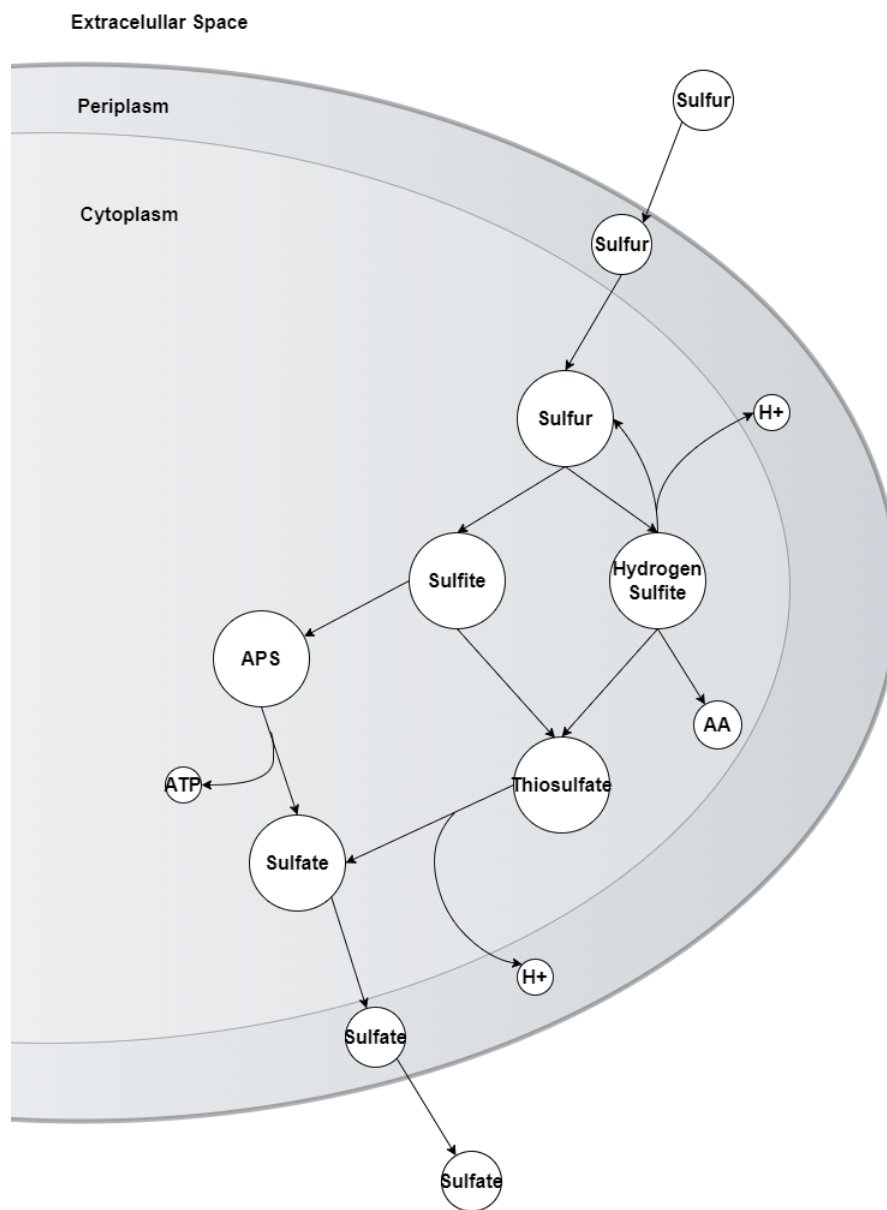 Extracelullar Space
Periplasm
Sulfur
Cytoplasm
Sulfur
H+
Sulfur
Hydrogen
Sulfite
Sulfite
APS
AA
ATP
Thiosulfate
Sulfate
H+
Sulfate
Sulfate